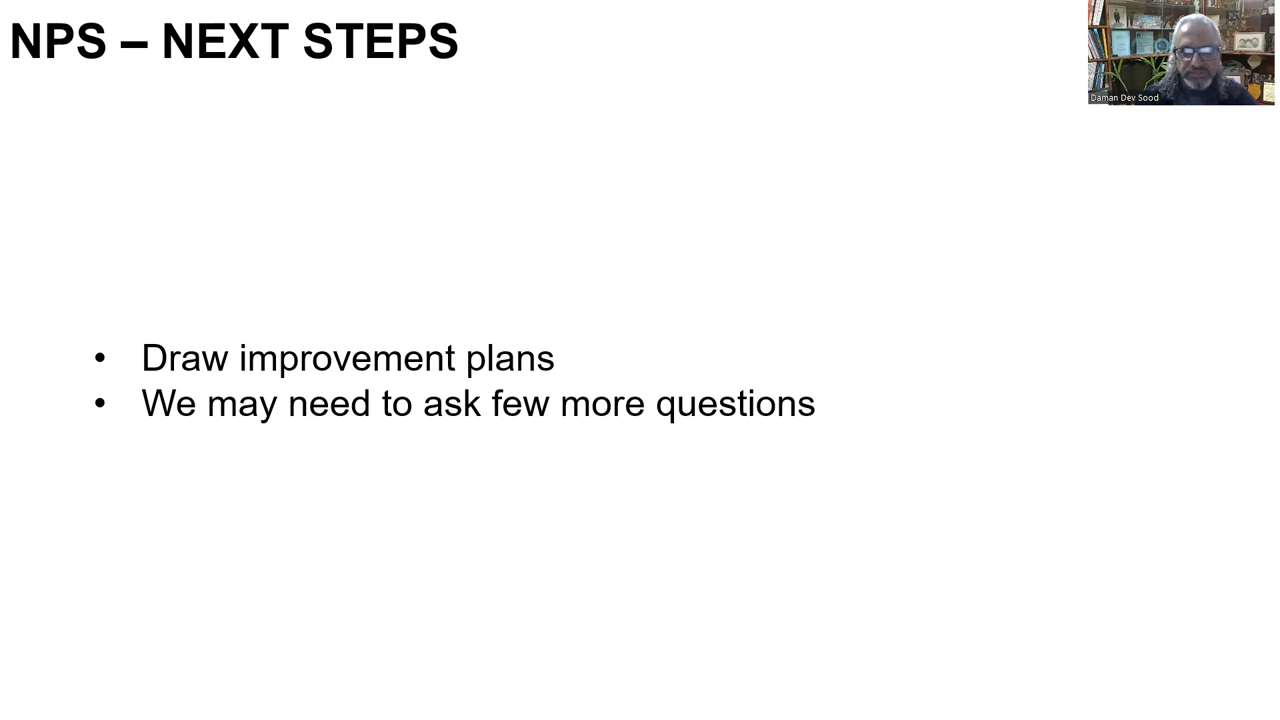 NPS – NEXT STEPS
Daman Dev Sood
• Draw improvement plans
• We may need to ask few more questions